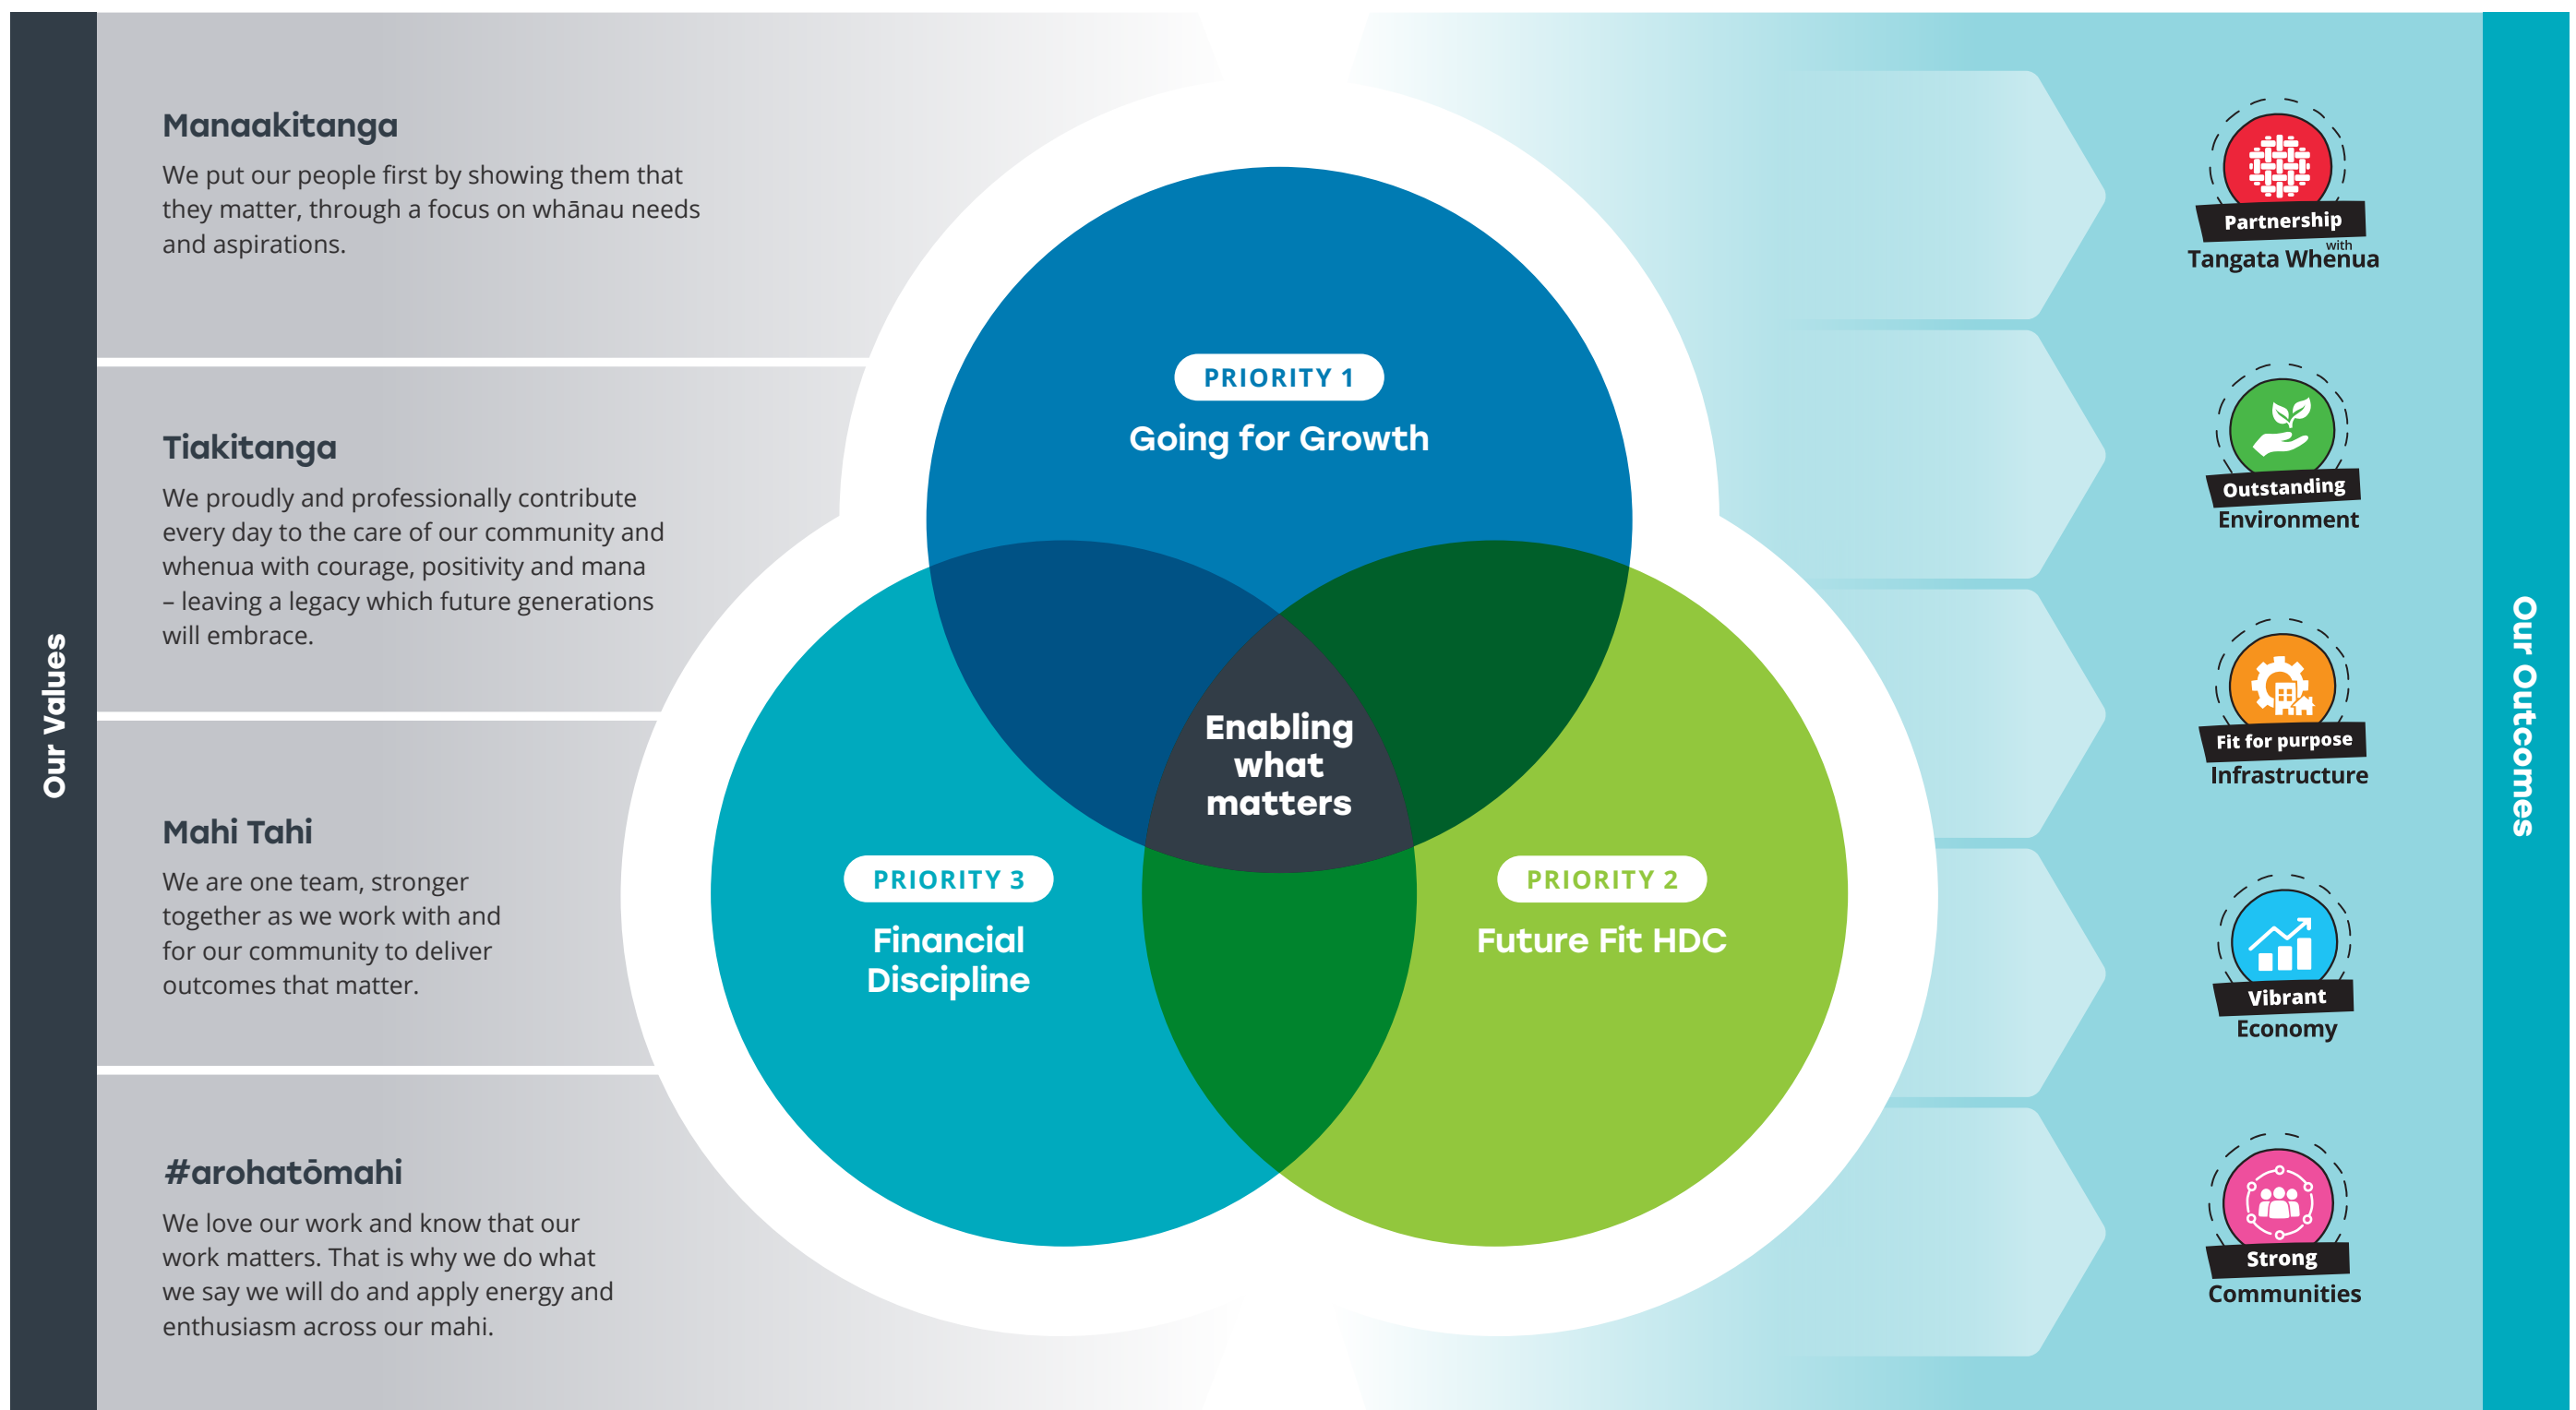 Our Values
Manaakitanga
We put our people first by showing them that
they matter, through a focus on whānau needs
and aspirations.
Tiakitanga
We proudly and professionally contribute
every day to the care of our community and
whenua with courage, positivity and mana
– leaving a legacy which future generations
will embrace.
Mahi Tahi
We are one team, stronger
together as we work with and
for our community to deliver
outcomes that matter.
#arohatōmahi
We love our work and know that our
work matters. That is why we do what
we say we will do and apply energy and
enthusiasm across our mahi.
PRIORITY 1
Going for Growth
Enabling
what
matters
PRIORITY 3
Financial
Discipline
PRIORITY 2
Future Fit HDC
Partnership
with
Tangata Whenua
Outstanding
Environment
Fit for purpose
Infrastructure
Vibrant
Economy
Strong
Communities
Our Outcomes